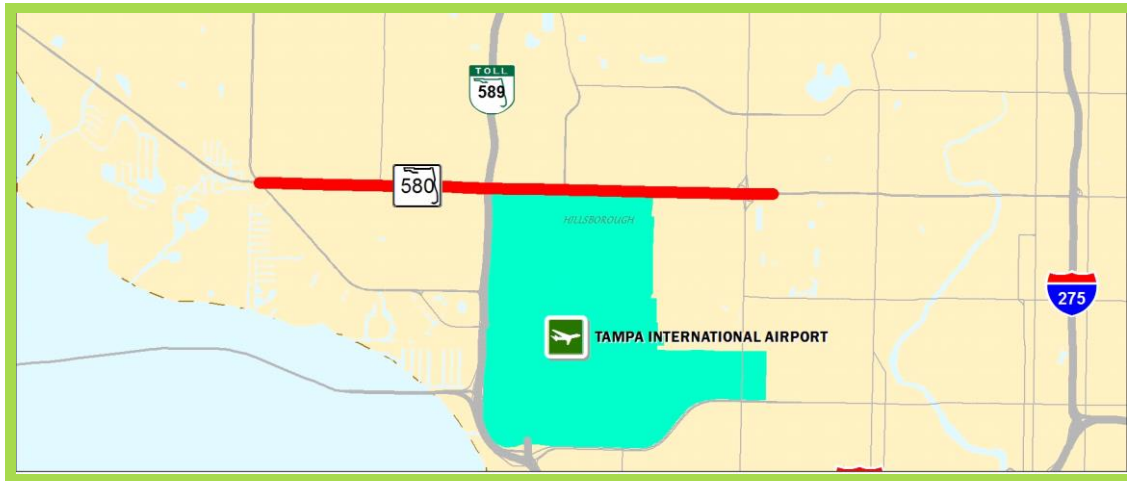 TOLL
589
580
HILLSBOROUGH
275
TAMPA INTERNATIONAL AIRPORT